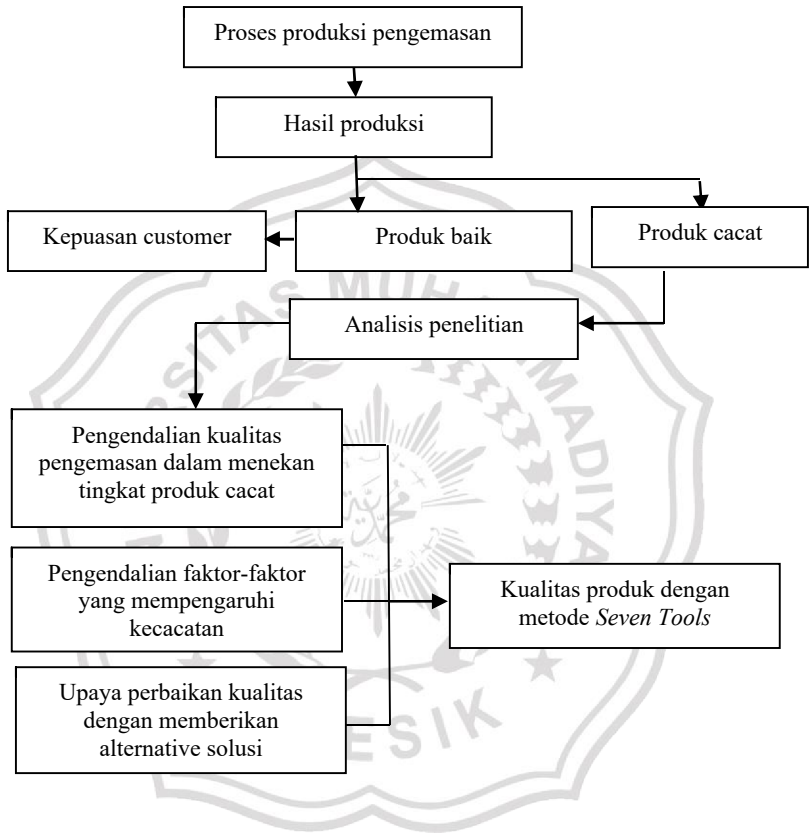 Proses produksi pengemasan
Hasil produksi
Kepuasan customer
Produk baik
Produk cacat
Analisis penelitian
Pengendalian kualitas
pengemasan dalam menekan
tingkat produk cacat
Pengendalian faktor-faktor
yang mempengaruhi
kecacatan
Kualitas produk dengan
metode Seven Tools
Upaya perbaikan kualitas
dengan memberikan
alternative solusi